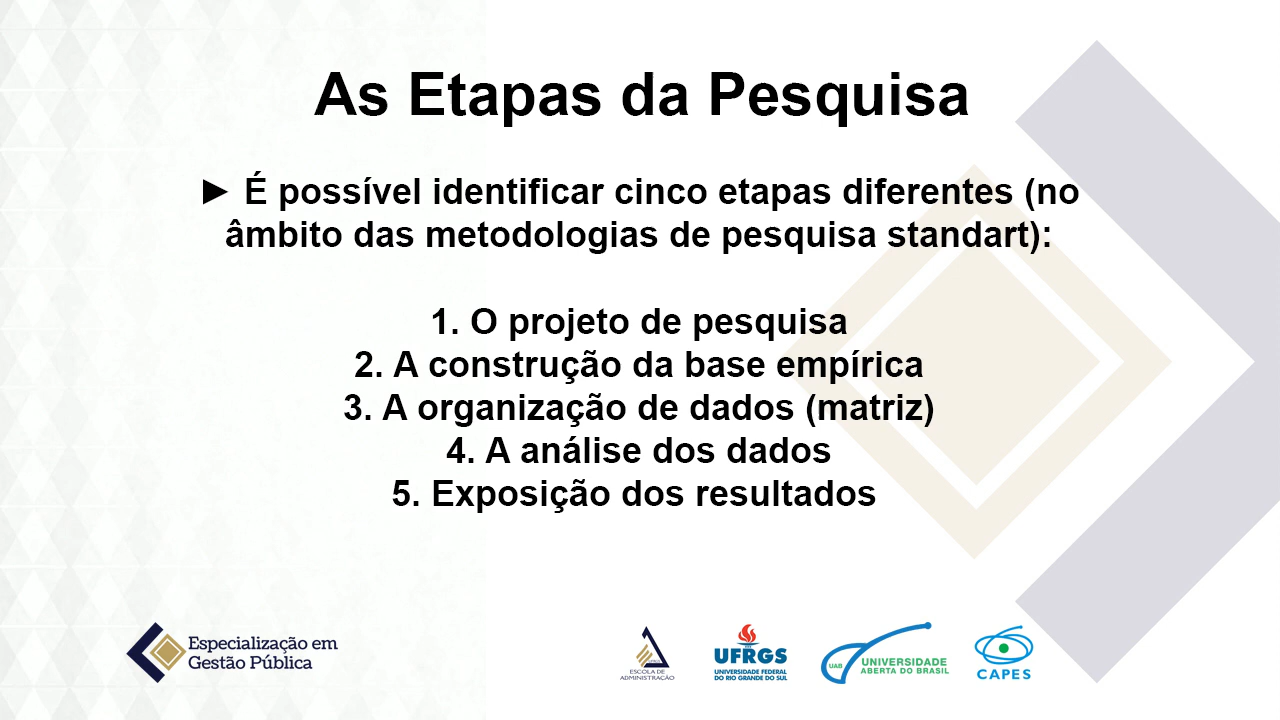 As Etapas da Pesquisa
► É possível identificar cinco etapas diferentes (no
âmbito das metodologias de pesquisa standart):
1. O projeto de pesquisa
2. A construção da base empírica
3. A organização de dados (matriz)
4. A análise dos dados
5. Exposição dos resultados
Especialização em
Gestão Pública
ESCOLA DE
ADMINISTRAÇÃO
UFRGS
UNIVERSIDADE FEDERAL
DO RIO GRANDE DO SUL
UAB
UNIVERSIDADE
ABERTA DO BRASIL
CAPES